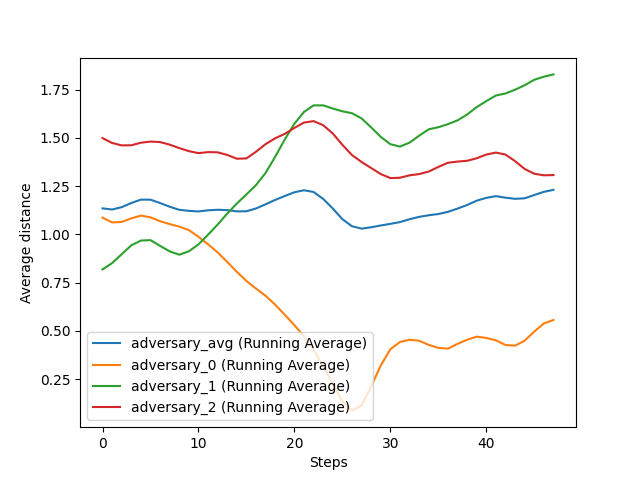 1.75
1.50
1.25
1.00
0.75
0.50
0.25
Average distance
adversary_avg (Running Average)
adversary_0 (Running Average)
adversary_1 (Running Average)
adversary_2 (Running Average)
0 10 20 30 40
Steps